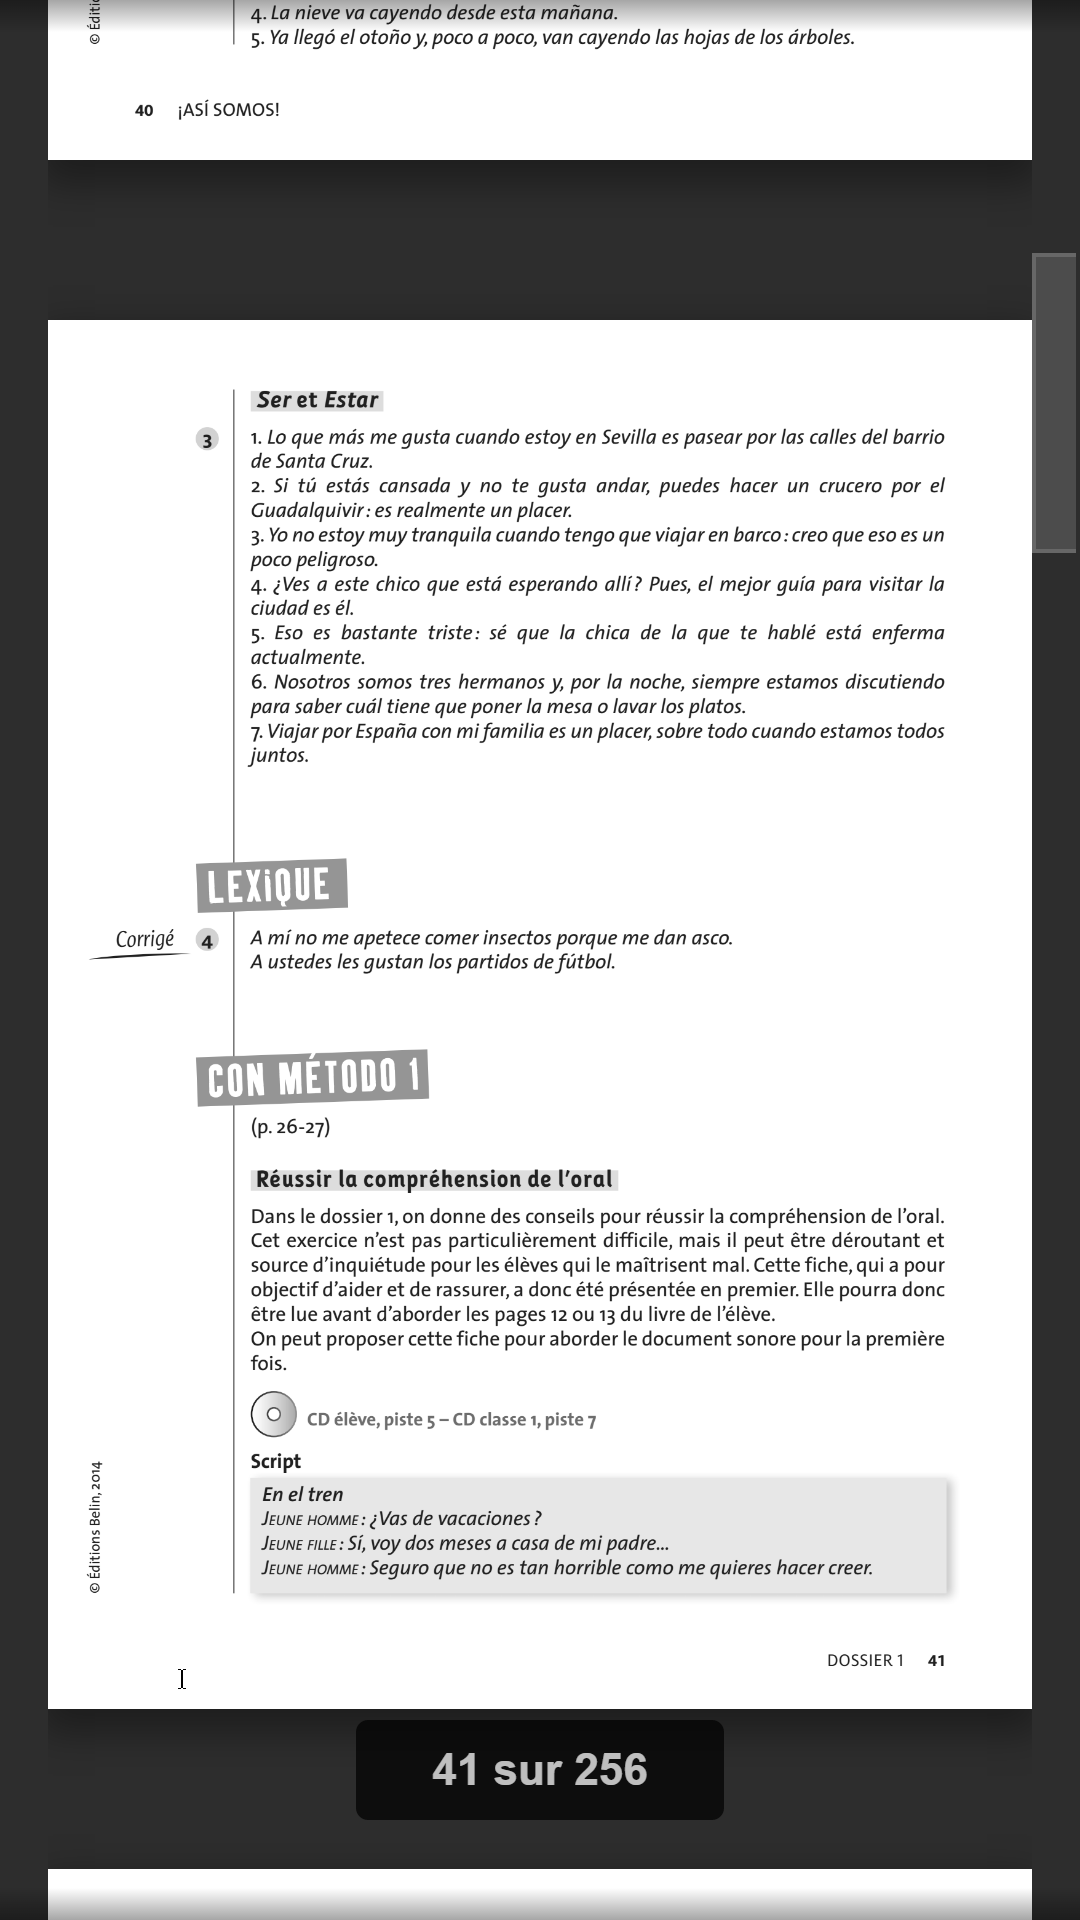 4. La nieve va cayendo desde esta mañana.
5. Ya llegó el otoño y, poco a poco, van cayendo las hojas de los árboles.
© Éditi
40 ¡ASÍ SOMOS!
Ser et Estar
3
1. Lo que más me gusta cuando estoy en Sevilla es pasear por las calles del barrio
de Santa Cruz.
2. Si tú estás cansada y no te gusta andar, puedes hacer un crucero por el
Guadalquivir : es realmente un placer.
3. Yo no estoy muy tranquila cuando tengo que viajar en barco : creo que eso es un
poco peligroso.
4. ¿Ves a este chico que está esperando allí ? Pues, el mejor guía para visitar la
ciudad es él.
5. Eso es bastante triste : sé que la chica de la que te hablé está enferma
actualmente.
6. Nosotros somos tres hermanos y, por la noche, siempre estamos discutiendo
para saber cuál tiene que poner la mesa o lavar los platos.
7. Viajar por España con mi familia es un placer, sobre todo cuando estamos todos
juntos.
LEXiQUE
Corrigé 4
A mí no me apetece comer insectos porque me dan asco.
A ustedes les gustan los partidos de fútbol.
CON MÉTODO 1
(p. 26-27)
Réussir la compréhension de l'oral
Dans le dossier 1, on donne des conseils pour réussir la compréhension de l'oral.
Cet exercice n'est pas particulièrement difficile, mais il peut être déroutant et
source d'inquiétude pour les élèves qui le maîtrisent mal. Cette fiche, qui a pour
objectif d'aider et de rassurer, a donc été présentée en premier. Elle pourra donc
être lue avant d'aborder les pages 12 ou 13 du livre de l'élève.
On peut proposer cette fiche pour aborder le document sonore pour la première
fois.
CD élève, piste 5 – CD classe 1, piste 7
Script
En el tren
JEUNE HOMME : ¿Vas de vacaciones ?
JEUNE FILLE : Sí, voy dos meses a casa de mi padre...
JEUNE HOMME : Seguro que no es tan horrible como me quieres hacer creer.
© Éditions Belin, 2014
DOSSIER 1 41
41 sur 256